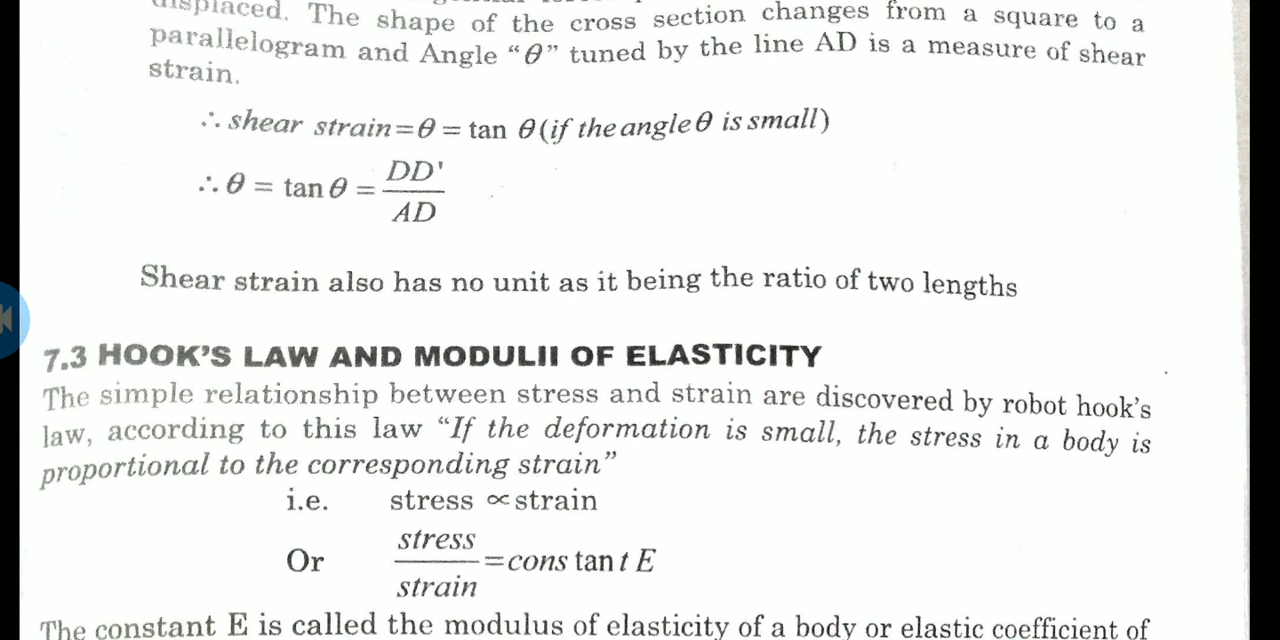 displaced. The shape of the cross section changes from a square to a
parallelogram and Angle “θ” tuned by the line AD is a measure of shear
strain.
∴ shear strain=θ = tan θ(if the angle θ is small)
∴ θ = tan θ = DD'
AD
Shear strain also has no unit as it being the ratio of two lengths
7.3 HOOK’S LAW AND MODULII OF ELASTICITY
The simple relationship between stress and strain are discovered by robot hook’s
law, according to this law “If the deformation is small, the stress in a body is
proportional to the corresponding strain”
i.e. stress ∝ strain
Or stress
strain =cons tan t E
The constant E is called the modulus of elasticity of a body or elastic coefficient of